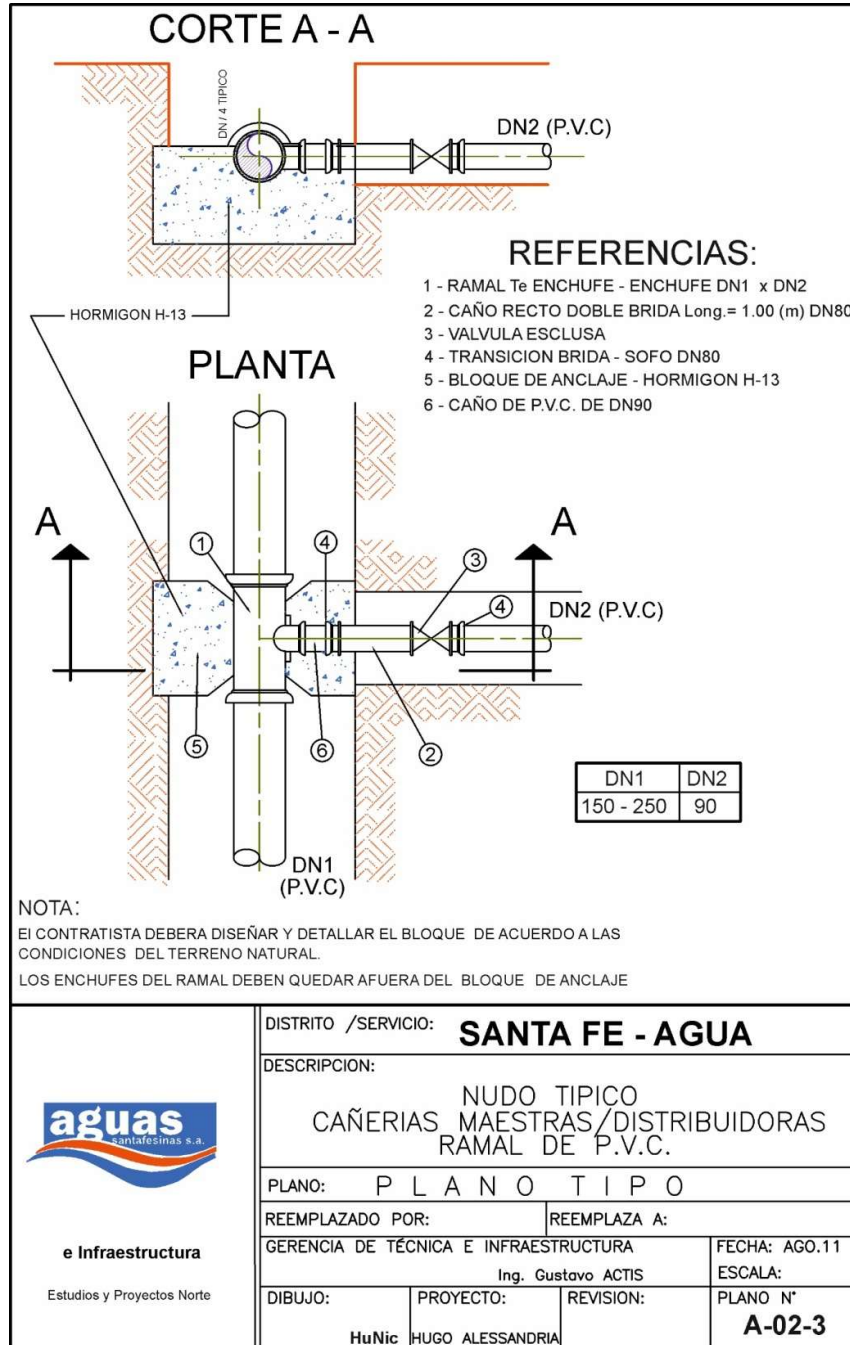 CORTE A - A
DN / 4 TIPICO
DN2 (P.V.C)
HORMIGON H-13
REFERENCIAS:
1 - RAMAL Te ENCHUFE - ENCHUFE DN1 x DN2
2 - CAÑO RECTO DOBLE BRIDA Long.= 1.00 (m) DN80
3 - VALVULA ESCLUSA
4 - TRANSICION BRIDA - SOFO DN80
5 - BLOQUE DE ANCLAJE - HORMIGON H-13
6 - CAÑO DE P.V.C. DE DN90
PLANTA
A
A
1
4
3
4
DN2 (P.V.C)
5
6
2
DN1 DN2
150 - 250 90
DN1
(P.V.C)
NOTA:
El CONTRATISTA DEBERA DISEÑAR Y DETALLAR EL BLOQUE DE ACUERDO A LAS
CONDICIONES DEL TERRENO NATURAL.
LOS ENCHUFES DEL RAMAL DEBEN QUEDAR AFUERA DEL BLOQUE DE ANCLAJE
aguas
santafesinas s.a.
e Infraestructura
Estudios y Proyectos Norte
DISTRITO /SERVICIO: SANTA FE - AGUA
DESCRIPCION:
NUDO TIPICO
CAÑERIAS MAESTRAS/DISTRIBUIDORAS
RAMAL DE P.V.C.
PLANO: PLANO TIPO
REEMPLAZADO POR: REEMPLAZA A:
GERENCIA DE TÉCNICA E INFRAESTRUCTURA
Ing. Gustavo ACTIS
FECHA: AGO.11
ESCALA:
DIBUJO: HuNic
PROYECTO: HUGO ALESSANDRIA
REVISION:
PLANO N°
A-02-3